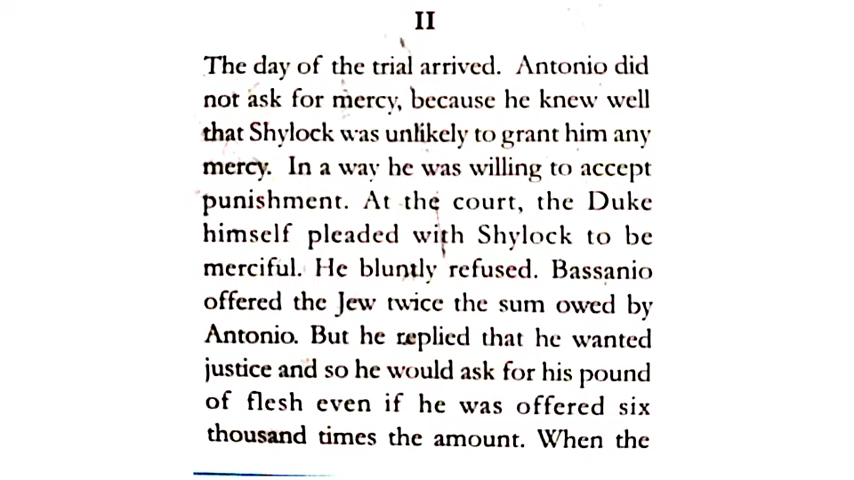 II
The day of the trial arrived. Antonio did
not ask for mercy, because he knew well
that Shylock was unlikely to grant him any
mercy. In a way he was willing to accept
punishment. At the court, the Duke
himself pleaded with Shylock to be
merciful. He bluntly refused. Bassanio
offered the Jew twice the sum owed by
Antonio. But he replied that he wanted
justice and so he would ask for his pound
of flesh even if he was offered six
thousand times the amount. When the